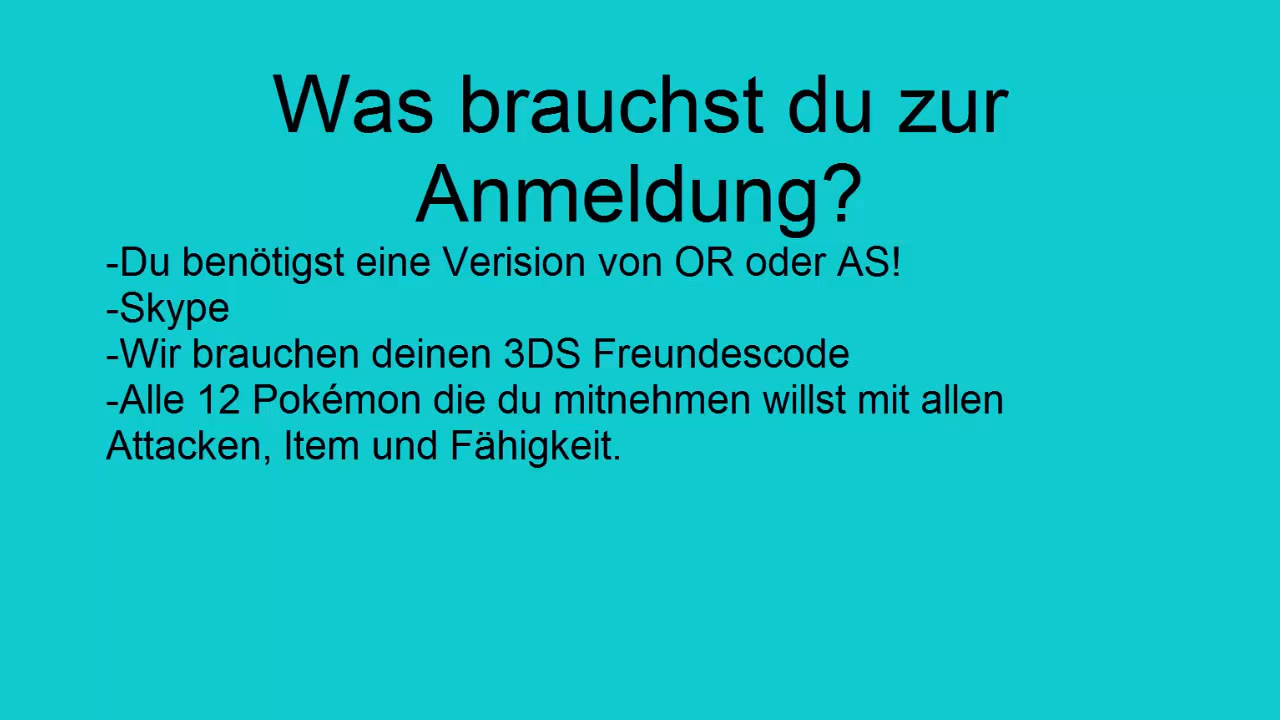 Was brauchst du zur
Anmeldung?
-Du benötigst eine Verision von OR oder AS!
-Skype
-Wir brauchen deinen 3DS Freundescode
-Alle 12 Pokémon die du mitnehmen willst mit allen
Attacken, Item und Fähigkeit.